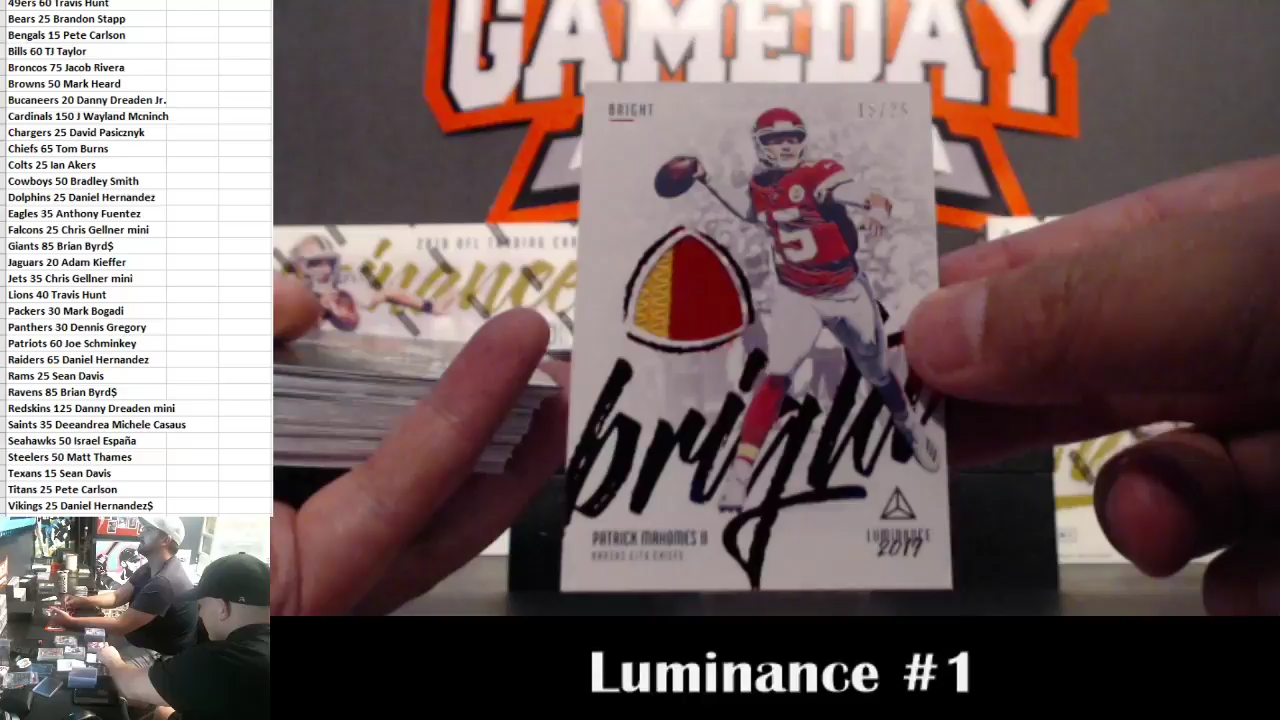 49ers 60 Travis Hunt
Bears 25 Brandon Stapp
Bengals 15 Pete Carlson
Bills 60 TJ Taylor
Broncos 75 Jacob Rivera
Browns 50 Mark Heard
Bucaneers 20 Danny Dreaden Jr.
Cardinals 150 J Wayland Mcninch
Chargers 25 David Pasicznyk
Chiefs 65 Tom Burns
Colts 25 Ian Akers
Cowboys 50 Bradley Smith
Dolphins 25 Daniel Hernandez
Eagles 35 Anthony Fuentez
Falcons 25 Chris Gellner mini
Giants 85 Brian Byrd$
Jaguars 20 Adam Kieffer
Jets 35 Chris Gellner mini
Lions 40 Travis Hunt
Packers 30 Mark Bogadi
Panthers 30 Dennis Gregory
Patriots 60 Joe Schminkey
Raiders 65 Daniel Hernandez
Rams 25 Sean Davis
Ravens 85 Brian Byrd$
Redskins 125 Danny Dreaden mini
Saints 35 Deeandrea Michele Casaus
Seahawks 50 Israel España
Steelers 50 Matt Thames
Texans 15 Sean Davis
Titans 25 Pete Carlson
Vikings 25 Daniel Hernandez$
GAMEDAY
BRIGHT
15
bright
PATRICK MAHOMES II
KANSAS CITY CHIEFS
LUMINANCE
2019
Luminance #1